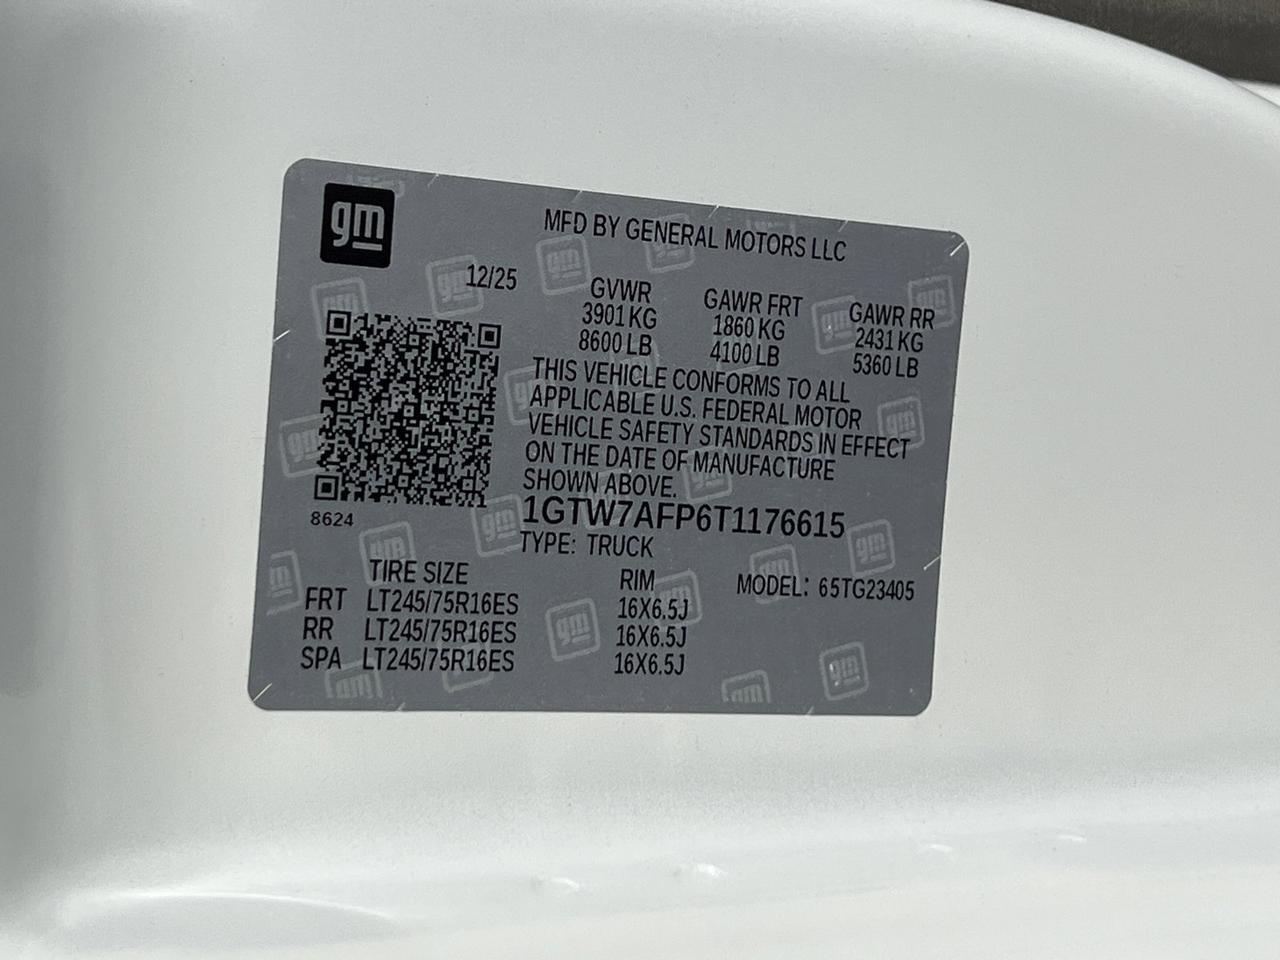 gm
MFD BY GENERAL MOTORS LLC
12/25
GVWR GAWR FRT GAWR RR
3901 KG 1860 KG 2431 KG
8600 LB 4100 LB 5360 LB
THIS VEHICLE CONFORMS TO ALL
APPLICABLE U.S. FEDERAL MOTOR
VEHICLE SAFETY STANDARDS IN EFFECT
ON THE DATE OF MANUFACTURE
SHOWN ABOVE.
8624
1GTW7AFP6T1176615
TYPE: TRUCK
TIRE SIZE RIM MODEL: 65TG23405
FRT LT245/75R16ES 16X6.5J
RR LT245/75R16ES 16X6.5J
SPA LT245/75R16ES 16X6.5J